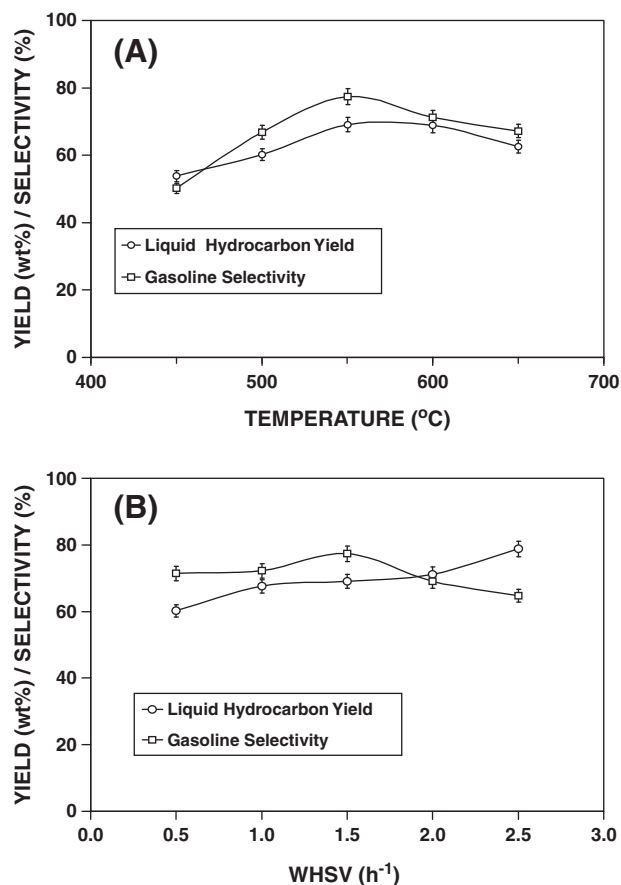 (A)
YIELD (wt%) / SELECTIVITY (%)
100
80
60
40
20
0
Liquid Hydrocarbon Yield
Gasoline Selectivity
400
500
600
700
TEMPERATURE (ºC)
(B)
YIELD (wt%) / SELECTIVITY (%)
100
80
60
40
20
0
Liquid Hydrocarbon Yield
Gasoline Selectivity
0.0
0.5
1.0
1.5
2.0
2.5
3.0
WHSV (h⁻¹)